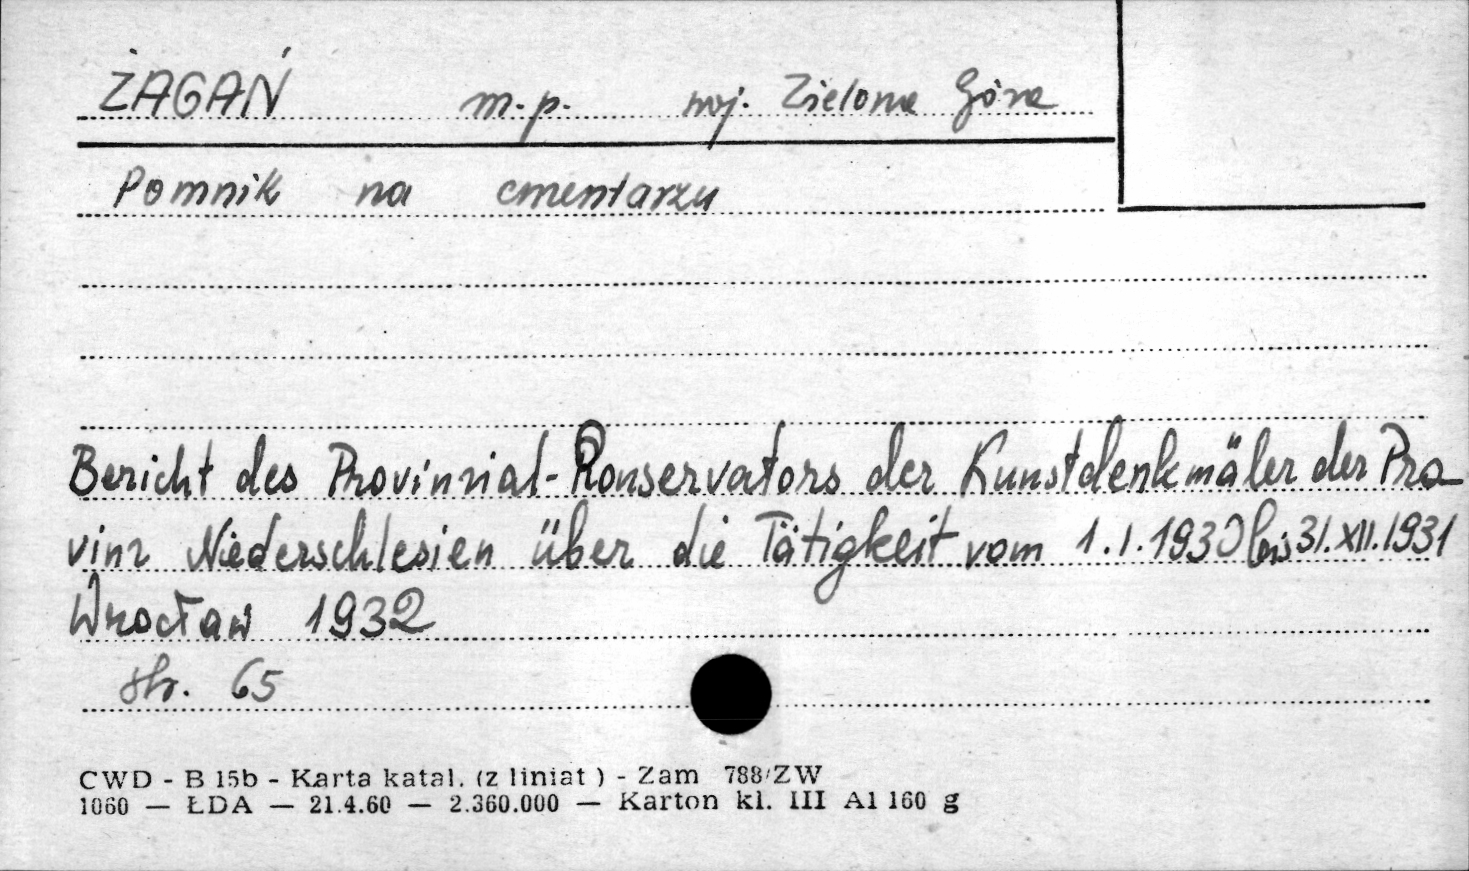 ŻAGAŃ m.p. woj. Zielona Góra
Pomnik na cmentarzu
Bericht des Provinzial-Konservators der Kunstdenkmäler der Pro-
vinz Niederschlesien über die Tätigkeit vom 1.I.1930 bis 31.XII.1931
Wrocław 1932
str. 65
CWD - B 15b - Karta katal. (z liniat ) - Zam 788/ZW
1060 — ŁDA — 21.4.60 — 2.360.000 — Karton kl. III A1 160 g